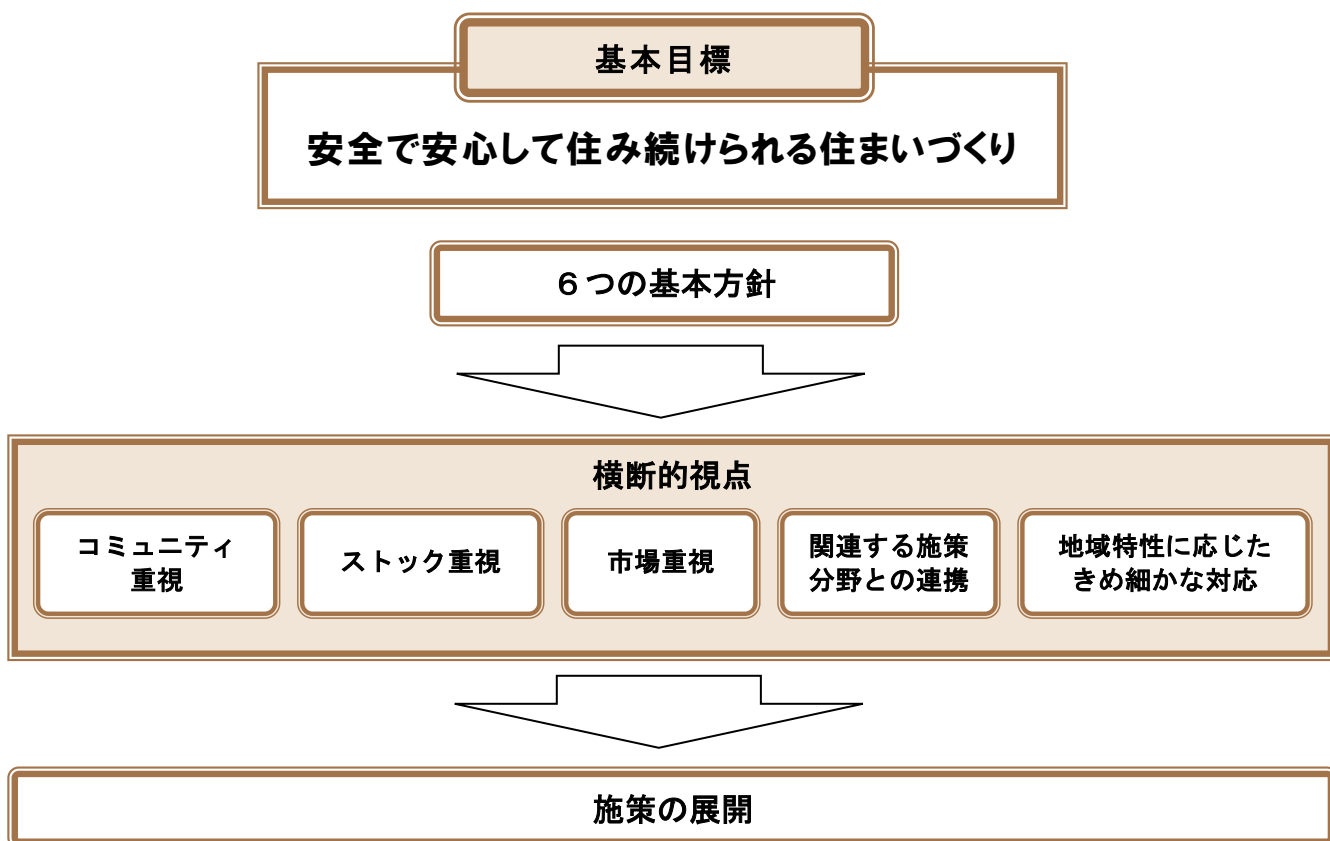 基本目標
安全で安心して住み続けられる住まいづくり
６つの基本方針
横断的視点
コミュニティ
重視
ストック重視
市場重視
関連する施策
分野との連携
地域特性に応じた
きめ細かな対応
施策の展開